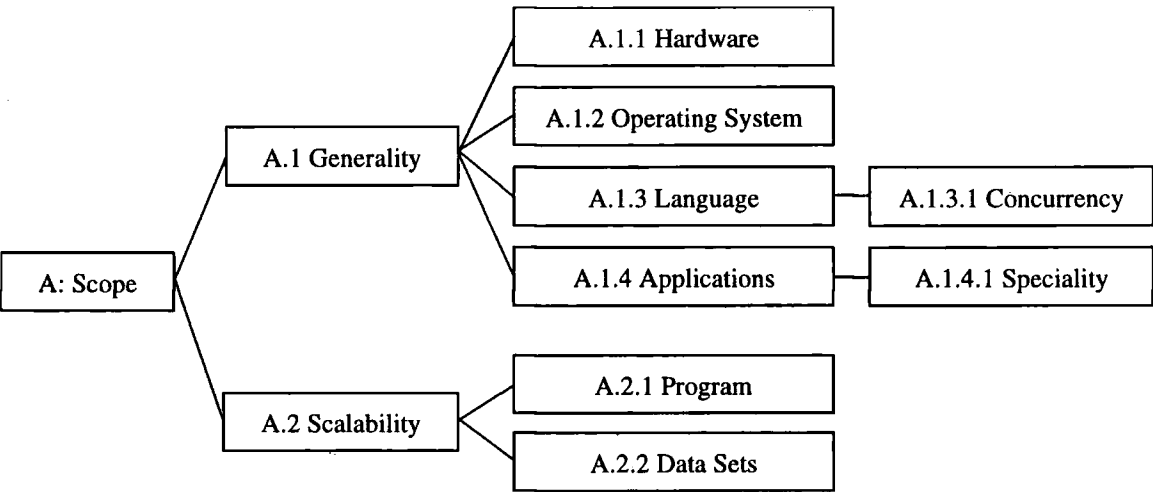 A: Scope
A.1 Generality
A.1.1 Hardware
A.1.2 Operating System
A.1.3 Language
A.1.3.1 Concurrency
A.1.4 Applications
A.1.4.1 Speciality
A.2 Scalability
A.2.1 Program
A.2.2 Data Sets